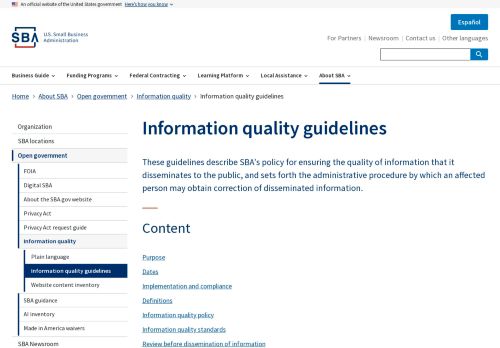 An official website of the United States government Here's how you know
Español
SBA U.S. Small Business
Administration
For Partners Newsroom Contact us Other languages
Business Guide Funding Programs Federal Contracting Learning Platform Local Assistance About SBA
Home About SBA Open government Information quality Information quality guidelines
Organization
SBA locations
Open government
FOIA
Digital SBA
About the SBA.gov website
Privacy Act
Privacy Act request guide
Information quality
Plain language
Information quality guidelines
Website content inventory
SBA guidance
AI inventory
Made in America waivers
SBA Newsroom
Information quality guidelines
These guidelines describe SBA's policy for ensuring the quality of information that it
disseminates to the public, and sets forth the administrative procedure by which an affected
person may obtain correction of disseminated information.
Content
Purpose
Dates
Implementation and compliance
Definitions
Information quality policy
Information quality standards
Review before dissemination of information